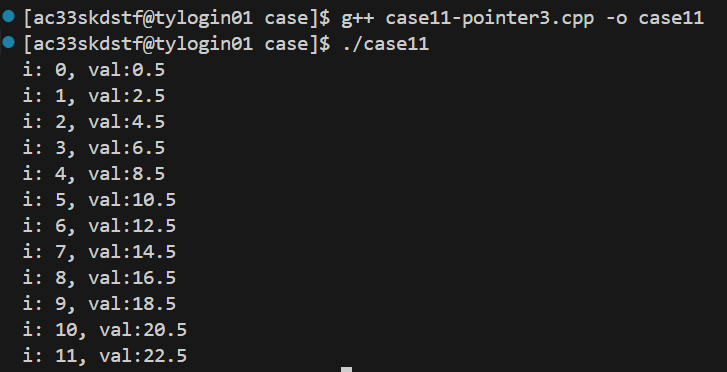 [ac33skdstf@tylogin01 case]$ g++ case11-pointer3.cpp -o case11
[ac33skdstf@tylogin01 case]$ ./case11
i: 0, val:0.5
i: 1, val:2.5
i: 2, val:4.5
i: 3, val:6.5
i: 4, val:8.5
i: 5, val:10.5
i: 6, val:12.5
i: 7, val:14.5
i: 8, val:16.5
i: 9, val:18.5
i: 10, val:20.5
i: 11, val:22.5